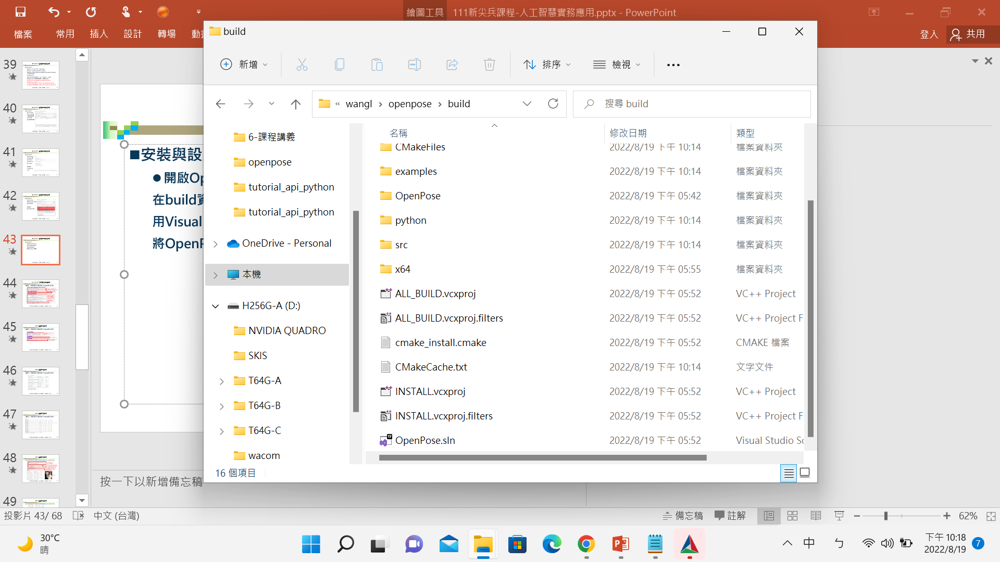 繪圖工具 111新尖兵課程-人工智慧實務應用.pptx - PowerPoint
檔案 常用 插入 設計 轉場 動
登入 共用
build
新增 排序 檢視
« wangl › openpose › build
搜尋 build
39
40
41
42
43
44
45
46
47
48
49
安裝與設
開啟Op
在build資
用Visual
將OpenP
按一下以新增備忘稿
6-課程講義
openpose
tutorial_api_python
tutorial_api_python
OneDrive - Personal
本機
H256G-A (D:)
NVIDIA QUADRO
SKIS
T64G-A
T64G-B
T64G-C
wacom
名稱 修改日期 類型
CMakeFiles 2022/8/19 下午 10:14 檔案資料夾
examples 2022/8/19 下午 10:14 檔案資料夾
OpenPose 2022/8/19 下午 05:42 檔案資料夾
python 2022/8/19 下午 10:14 檔案資料夾
src 2022/8/19 下午 10:14 檔案資料夾
x64 2022/8/19 下午 05:55 檔案資料夾
ALL_BUILD.vcxproj 2022/8/19 下午 05:52 VC++ Project
ALL_BUILD.vcxproj.filters 2022/8/19 下午 05:52 VC++ Project F
cmake_install.cmake 2022/8/19 下午 05:52 CMAKE 檔案
CMakeCache.txt 2022/8/19 下午 10:14 文字文件
INSTALL.vcxproj 2022/8/19 下午 05:52 VC++ Project
INSTALL.vcxproj.filters 2022/8/19 下午 05:52 VC++ Project F
OpenPose.sln 2022/8/19 下午 05:52 Visual Studio So
16 個項目
投影片 43/ 68 中文 (台灣) 備忘稿 註解 62%
30°C
晴
中 ㄅ
下午 10:18
2022/8/19
7